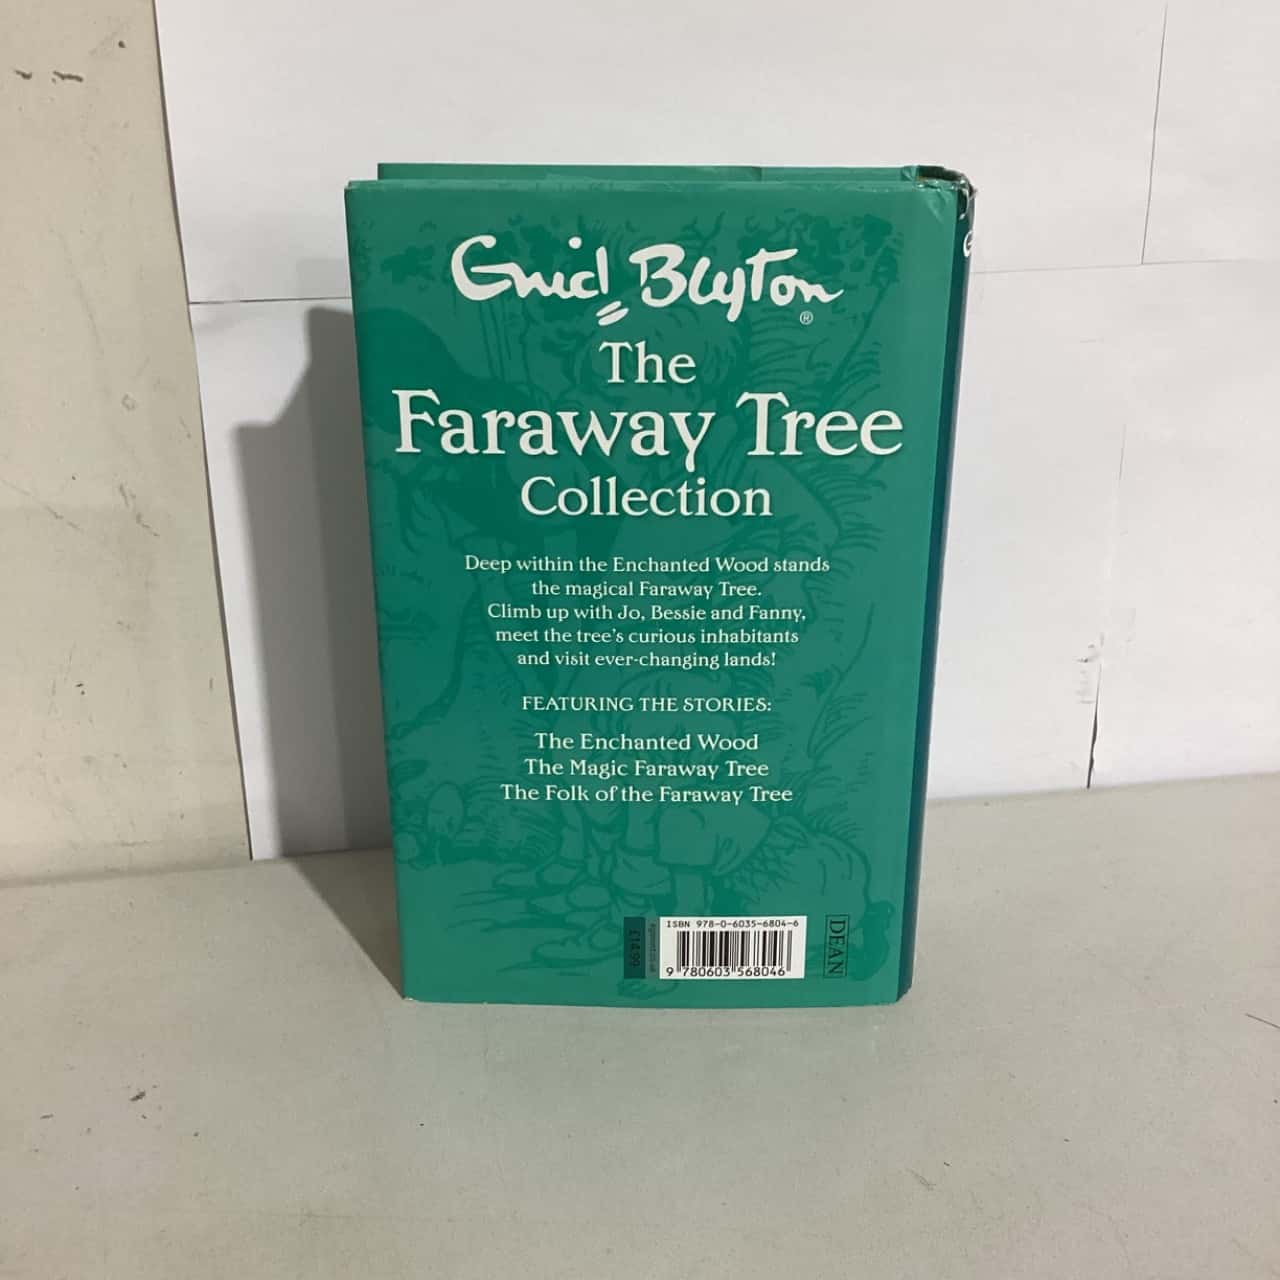 Enid Blyton®
The
Faraway Tree
Collection
Deep within the Enchanted Wood stands
the magical Faraway Tree.
Climb up with Jo, Bessie and Fanny,
meet the tree's curious inhabitants
and visit ever-changing lands!
FEATURING THE STORIES:
The Enchanted Wood
The Magic Faraway Tree
The Folk of the Faraway Tree
£14.99
ISBN 978-0-6035-6804-6
9 780603 568046
DEAN